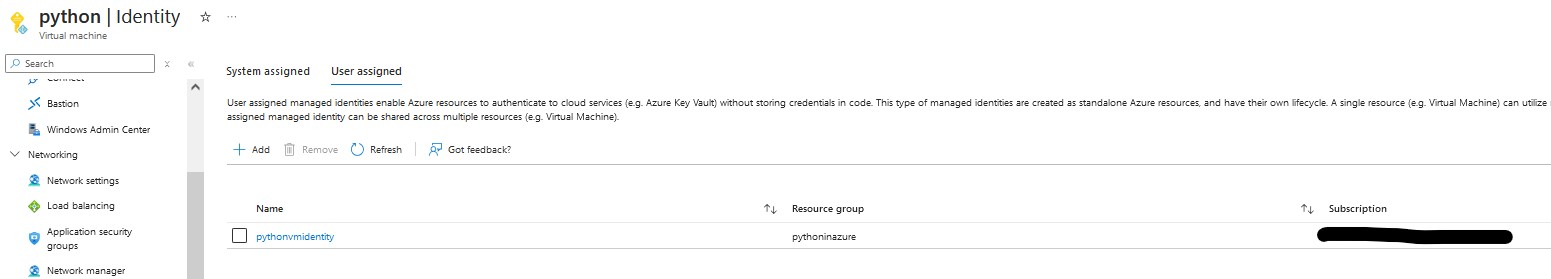 python | Identity
Virtual machine
Search
Connect
Bastion
Windows Admin Center
Networking
Network settings
Load balancing
Application security
groups
Network manager
System assigned
User assigned
User assigned managed identities enable Azure resources to authenticate to cloud services (e.g. Azure Key Vault) without storing credentials in code. This type of managed identities are created as standalone Azure resources, and have their own lifecycle. A single resource (e.g. Virtual Machine) can utilize
assigned managed identity can be shared across multiple resources (e.g. Virtual Machine).
Add
Remove
Refresh
Got feedback?
Name
Resource group
Subscription
pythonvmidentity
pythoninazure